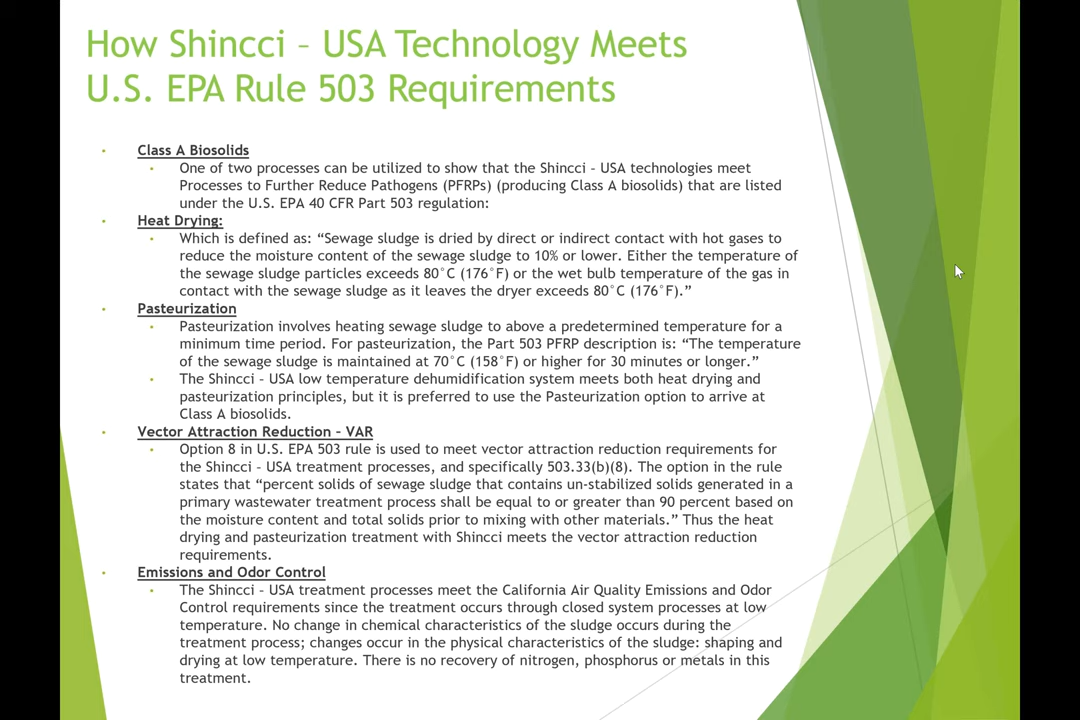 How Shincci – USA Technology Meets
U.S. EPA Rule 503 Requirements
Class A Biosolids
One of two processes can be utilized to show that the Shincci – USA technologies meet
Processes to Further Reduce Pathogens (PFRPs) (producing Class A biosolids) that are listed
under the U.S. EPA 40 CFR Part 503 regulation:
Heat Drying:
Which is defined as: “Sewage sludge is dried by direct or indirect contact with hot gases to
reduce the moisture content of the sewage sludge to 10% or lower. Either the temperature of
the sewage sludge particles exceeds 80°C (176°F) or the wet bulb temperature of the gas in
contact with the sewage sludge as it leaves the dryer exceeds 80°C (176°F).”
Pasteurization
Pasteurization involves heating sewage sludge to above a predetermined temperature for a
minimum time period. For pasteurization, the Part 503 PFRP description is: “The temperature
of the sewage sludge is maintained at 70°C (158°F) or higher for 30 minutes or longer.”
The Shincci – USA low temperature dehumidification system meets both heat drying and
pasteurization principles, but it is preferred to use the Pasteurization option to arrive at
Class A biosolids.
Vector Attraction Reduction – VAR
Option 8 in U.S. EPA 503 rule is used to meet vector attraction reduction requirements for
the Shincci – USA treatment processes, and specifically 503.33(b)(8). The option in the rule
states that “percent solids of sewage sludge that contains un-stabilized solids generated in a
primary wastewater treatment process shall be equal to or greater than 90 percent based on
the moisture content and total solids prior to mixing with other materials.” Thus the heat
drying and pasteurization treatment with Shincci meets the vector attraction reduction
requirements.
Emissions and Odor Control
The Shincci – USA treatment processes meet the California Air Quality Emissions and Odor
Control requirements since the treatment occurs through closed system processes at low
temperature. No change in chemical characteristics of the sludge occurs during the
treatment process; changes occur in the physical characteristics of the sludge: shaping and
drying at low temperature. There is no recovery of nitrogen, phosphorus or metals in this
treatment.